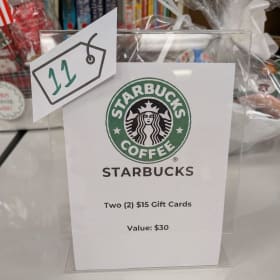 11
STARBUCKS
COFFEE
®
STARBUCKS
Two (2) $15 Gift Cards
Value: $30